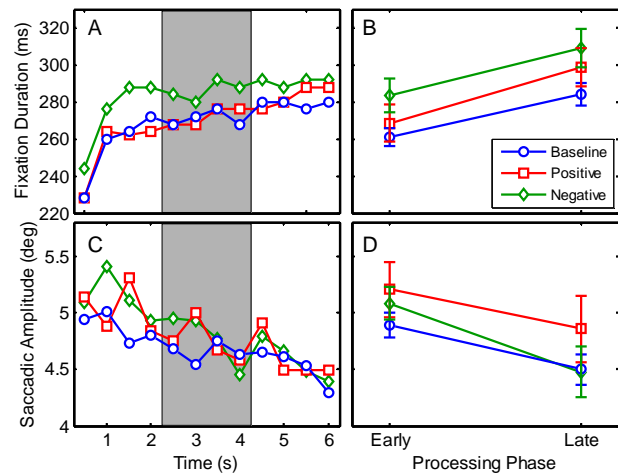 A
B
Fixation Duration (ms)
320
300
280
260
240
220
Baseline
Positive
Negative
C
D
Saccadic Amplitude (deg)
5.5
5
4.5
4
1
2
3
4
5
6
Time (s)
Early
Late
Processing Phase